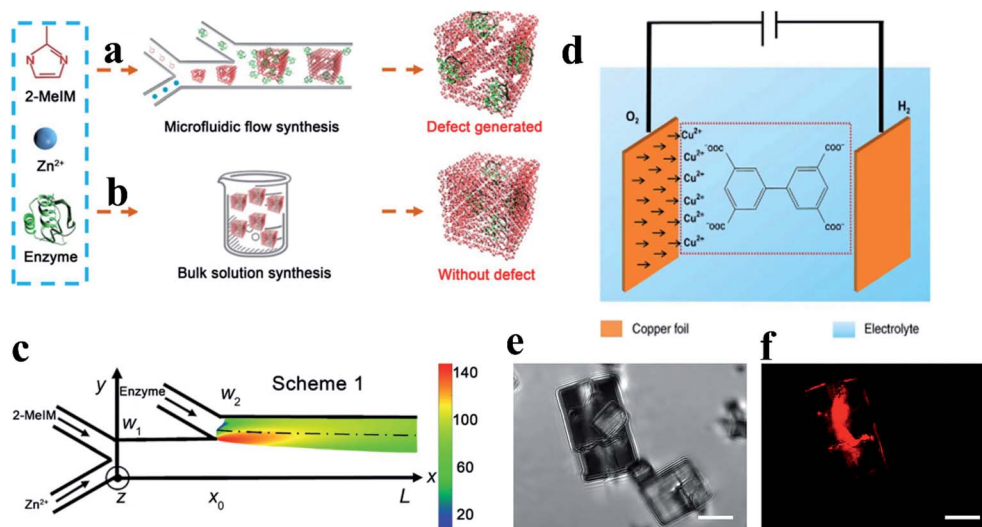 a
2-MeIM
Zn²⁺
Enzyme
Microfluidic flow synthesis
Defect generated
b
Bulk solution synthesis
Without defect
c
Scheme 1
y
2-MeIM
Zn²⁺
w₁
Enzyme
w₂
z
x₀
L
x
140
100
60
20
d
O₂
H₂
Cu²⁺
Cu²⁺
Cu²⁺
Cu²⁺
Cu²⁺
Cu²⁺
⁻OOC
COO⁻
⁻OOC
COO⁻
Copper foil
Electrolyte
e
f